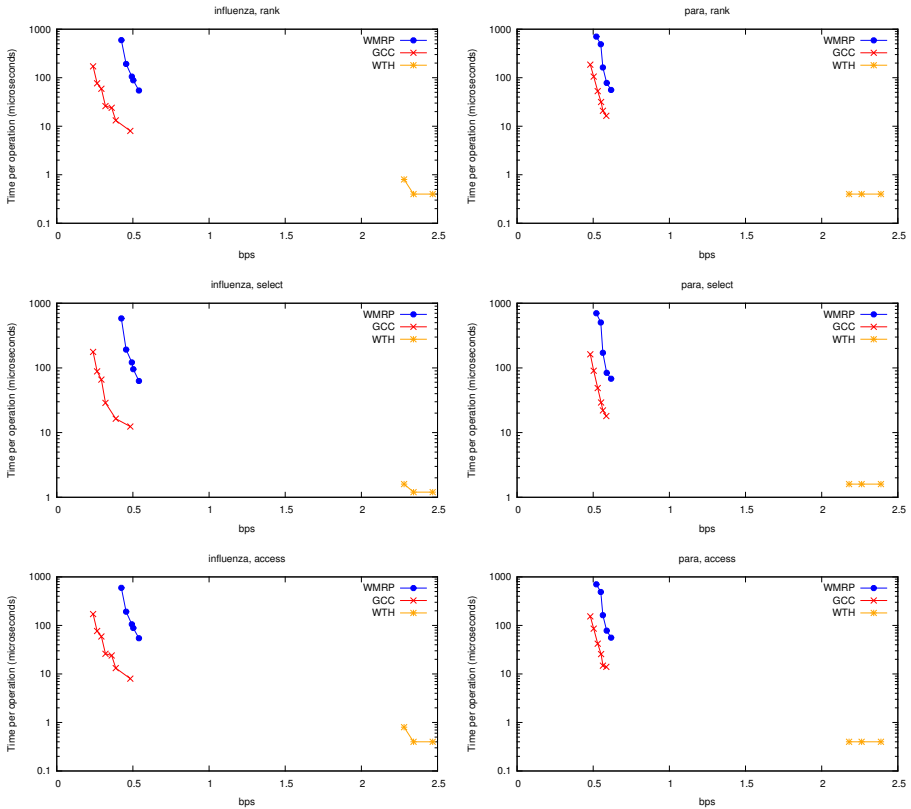 influenza, rank
Time per operation (microseconds)
1000
100
10
1
0.1
0
0.5
1
1.5
2
2.5
bps
WMRP
GCC
WTH
para, rank
Time per operation (microseconds)
1000
100
10
1
0.1
0
0.5
1
1.5
2
2.5
bps
WMRP
GCC
WTH
influenza, select
Time per operation (microseconds)
1000
100
10
1
0
0.5
1
1.5
2
2.5
bps
WMRP
GCC
WTH
para, select
Time per operation (microseconds)
1000
100
10
1
0
0.5
1
1.5
2
2.5
bps
WMRP
GCC
WTH
influenza, access
Time per operation (microseconds)
1000
100
10
1
0.1
0
0.5
1
1.5
2
2.5
bps
WMRP
GCC
WTH
para, access
Time per operation (microseconds)
1000
100
10
1
0.1
0
0.5
1
1.5
2
2.5
bps
WMRP
GCC
WTH